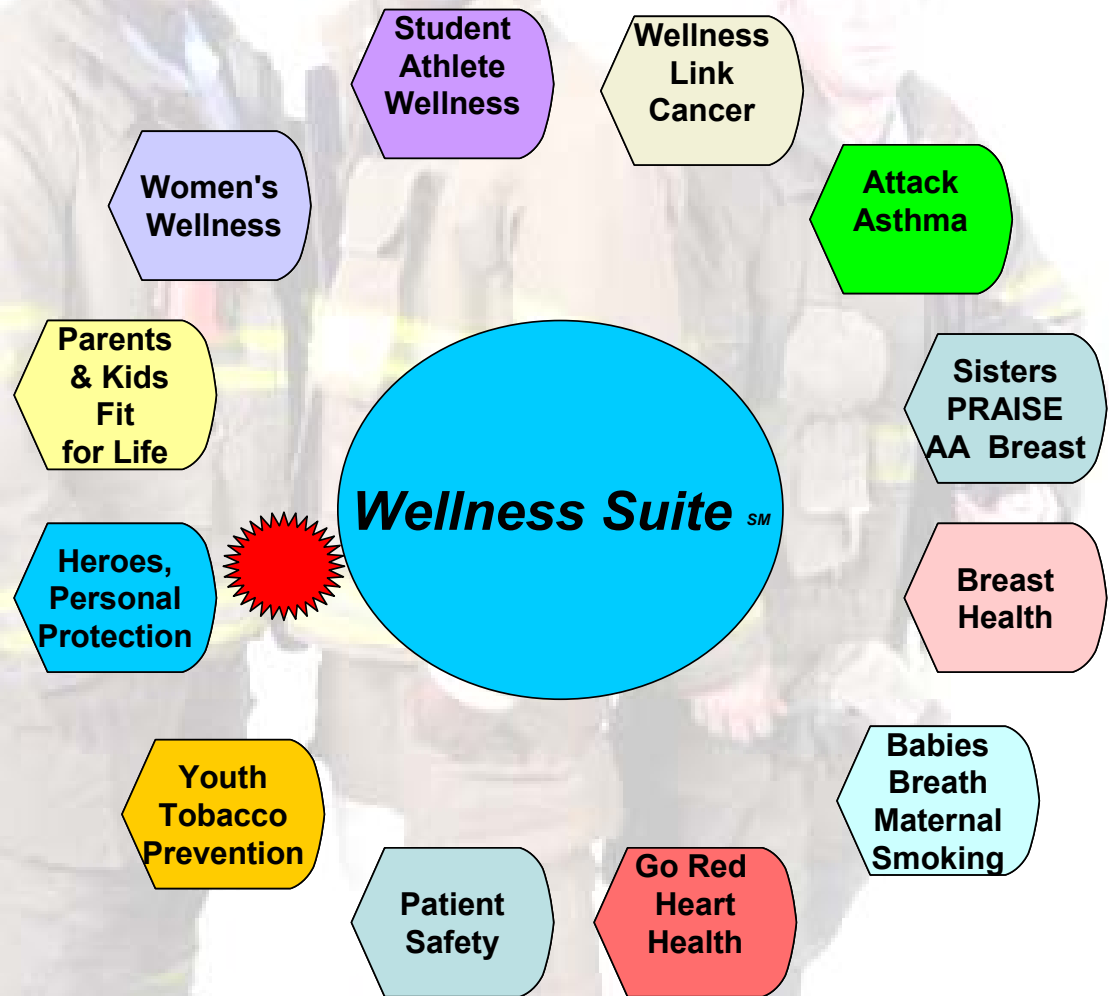 Student
Athlete
Wellness
Wellness
Link
Cancer
Women's
Wellness
Attack
Asthma
Parents
& Kids
Fit
for Life
Sisters
PRAISE
AA Breast
Wellness Suite SM
Heroes,
Personal
Protection
Breast
Health
Youth
Tobacco
Prevention
Babies
Breath
Maternal
Smoking
Patient
Safety
Go Red
Heart
Health